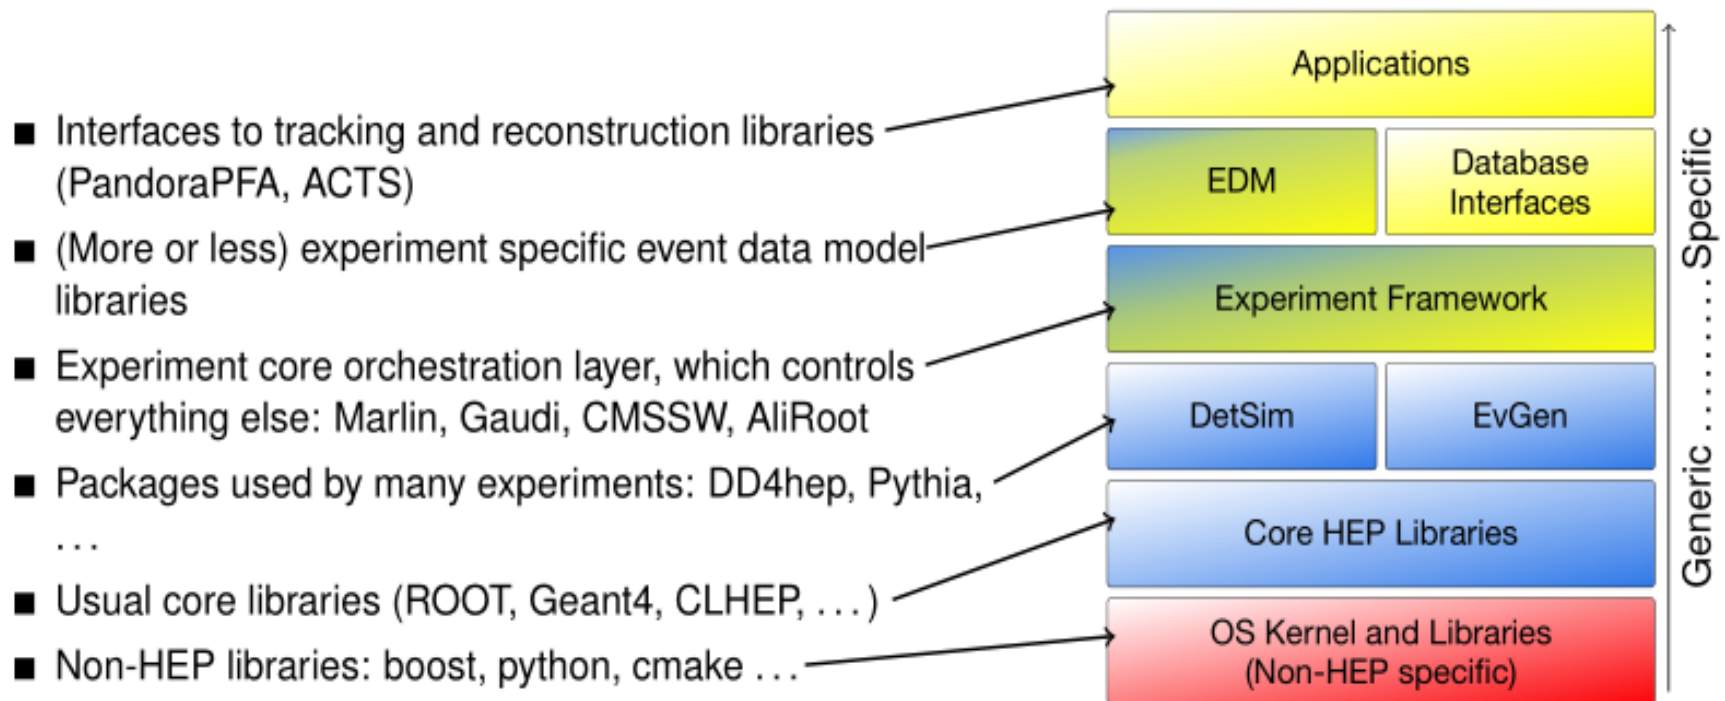 ■ Interfaces to tracking and reconstruction libraries
(PandoraPFA, ACTS)
■ (More or less) experiment specific event data model
libraries
■ Experiment core orchestration layer, which controls
everything else: Marlin, Gaudi, CMSSW, AliRoot
■ Packages used by many experiments: DD4hep, Pythia,
...
■ Usual core libraries (ROOT, Geant4, CLHEP, ...)
■ Non-HEP libraries: boost, python, cmake ...
Applications
EDM
Database
Interfaces
Experiment Framework
DetSim
EvGen
Core HEP Libraries
OS Kernel and Libraries
(Non-HEP specific)
Generic ......... Specific